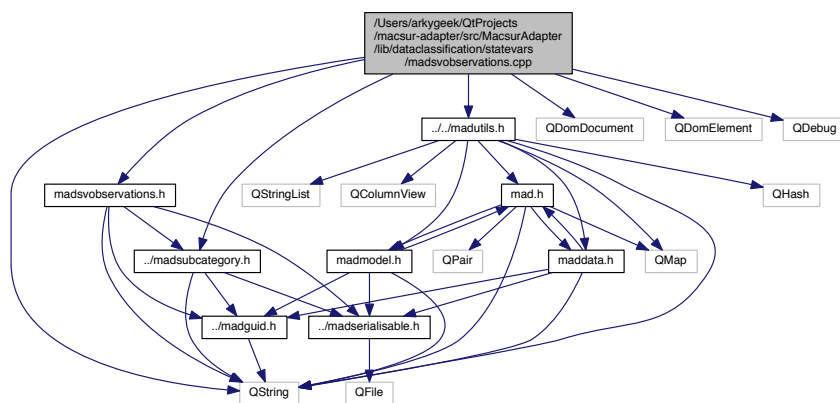 /Users/arkygeek/QtProjects
/macsur-adapter/src/MacsurAdapter
/lib/dataclassification/statevars
/madsvobservations.cpp
../../madutils.h
QDomDocument
QDomElement
QDebug
madsvobservations.h
QStringList
QColumnView
mad.h
QHash
../madsubcategory.h
madmodel.h
QPair
maddata.h
QMap
../madguid.h
../madserialisable.h
QString
QFile